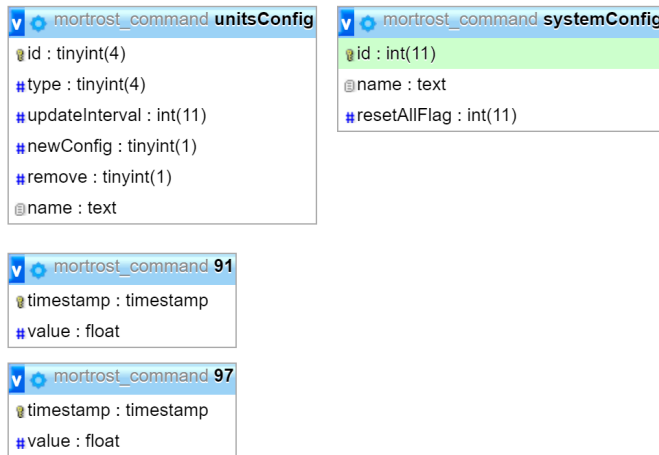 v mortrost_command unitsConfig
id : tinyint(4)
# type : tinyint(4)
# updateInterval : int(11)
# newConfig : tinyint(1)
# remove : tinyint(1)
name : text
v mortrost_command systemConfig
id : int(11)
name : text
# resetAllFlag : int(11)
v mortrost_command 91
timestamp : timestamp
# value : float
v mortrost_command 97
timestamp : timestamp
# value : float